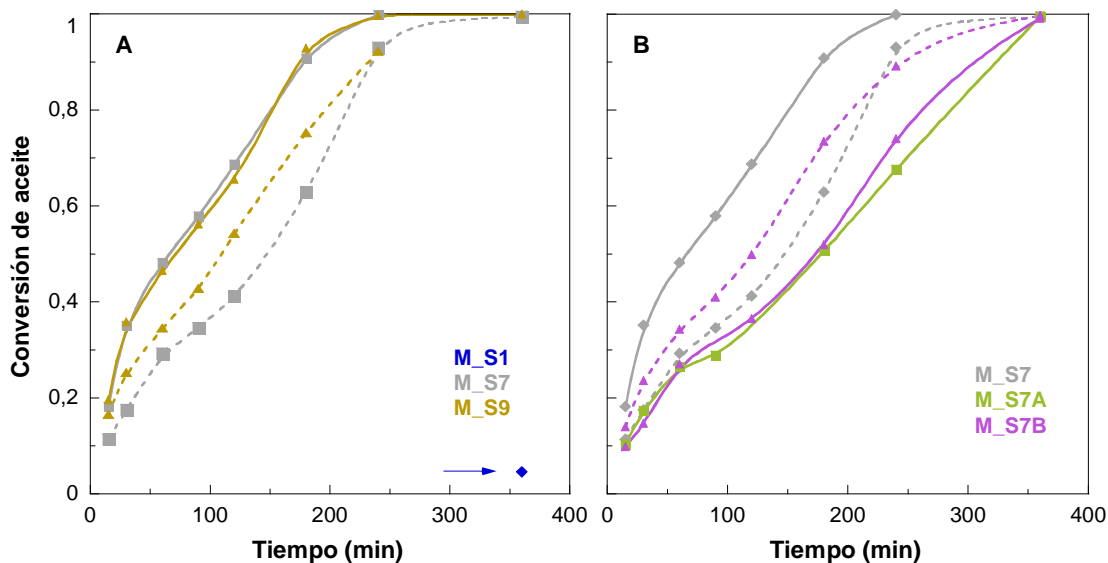 Conversión de aceite
1
0,8
0,6
0,4
0,2
0
A
M_S1
M_S7
M_S9
0 100 200 300 400
Tiempo (min)
B
M_S7
M_S7A
M_S7B
0 100 200 300 400
Tiempo (min)